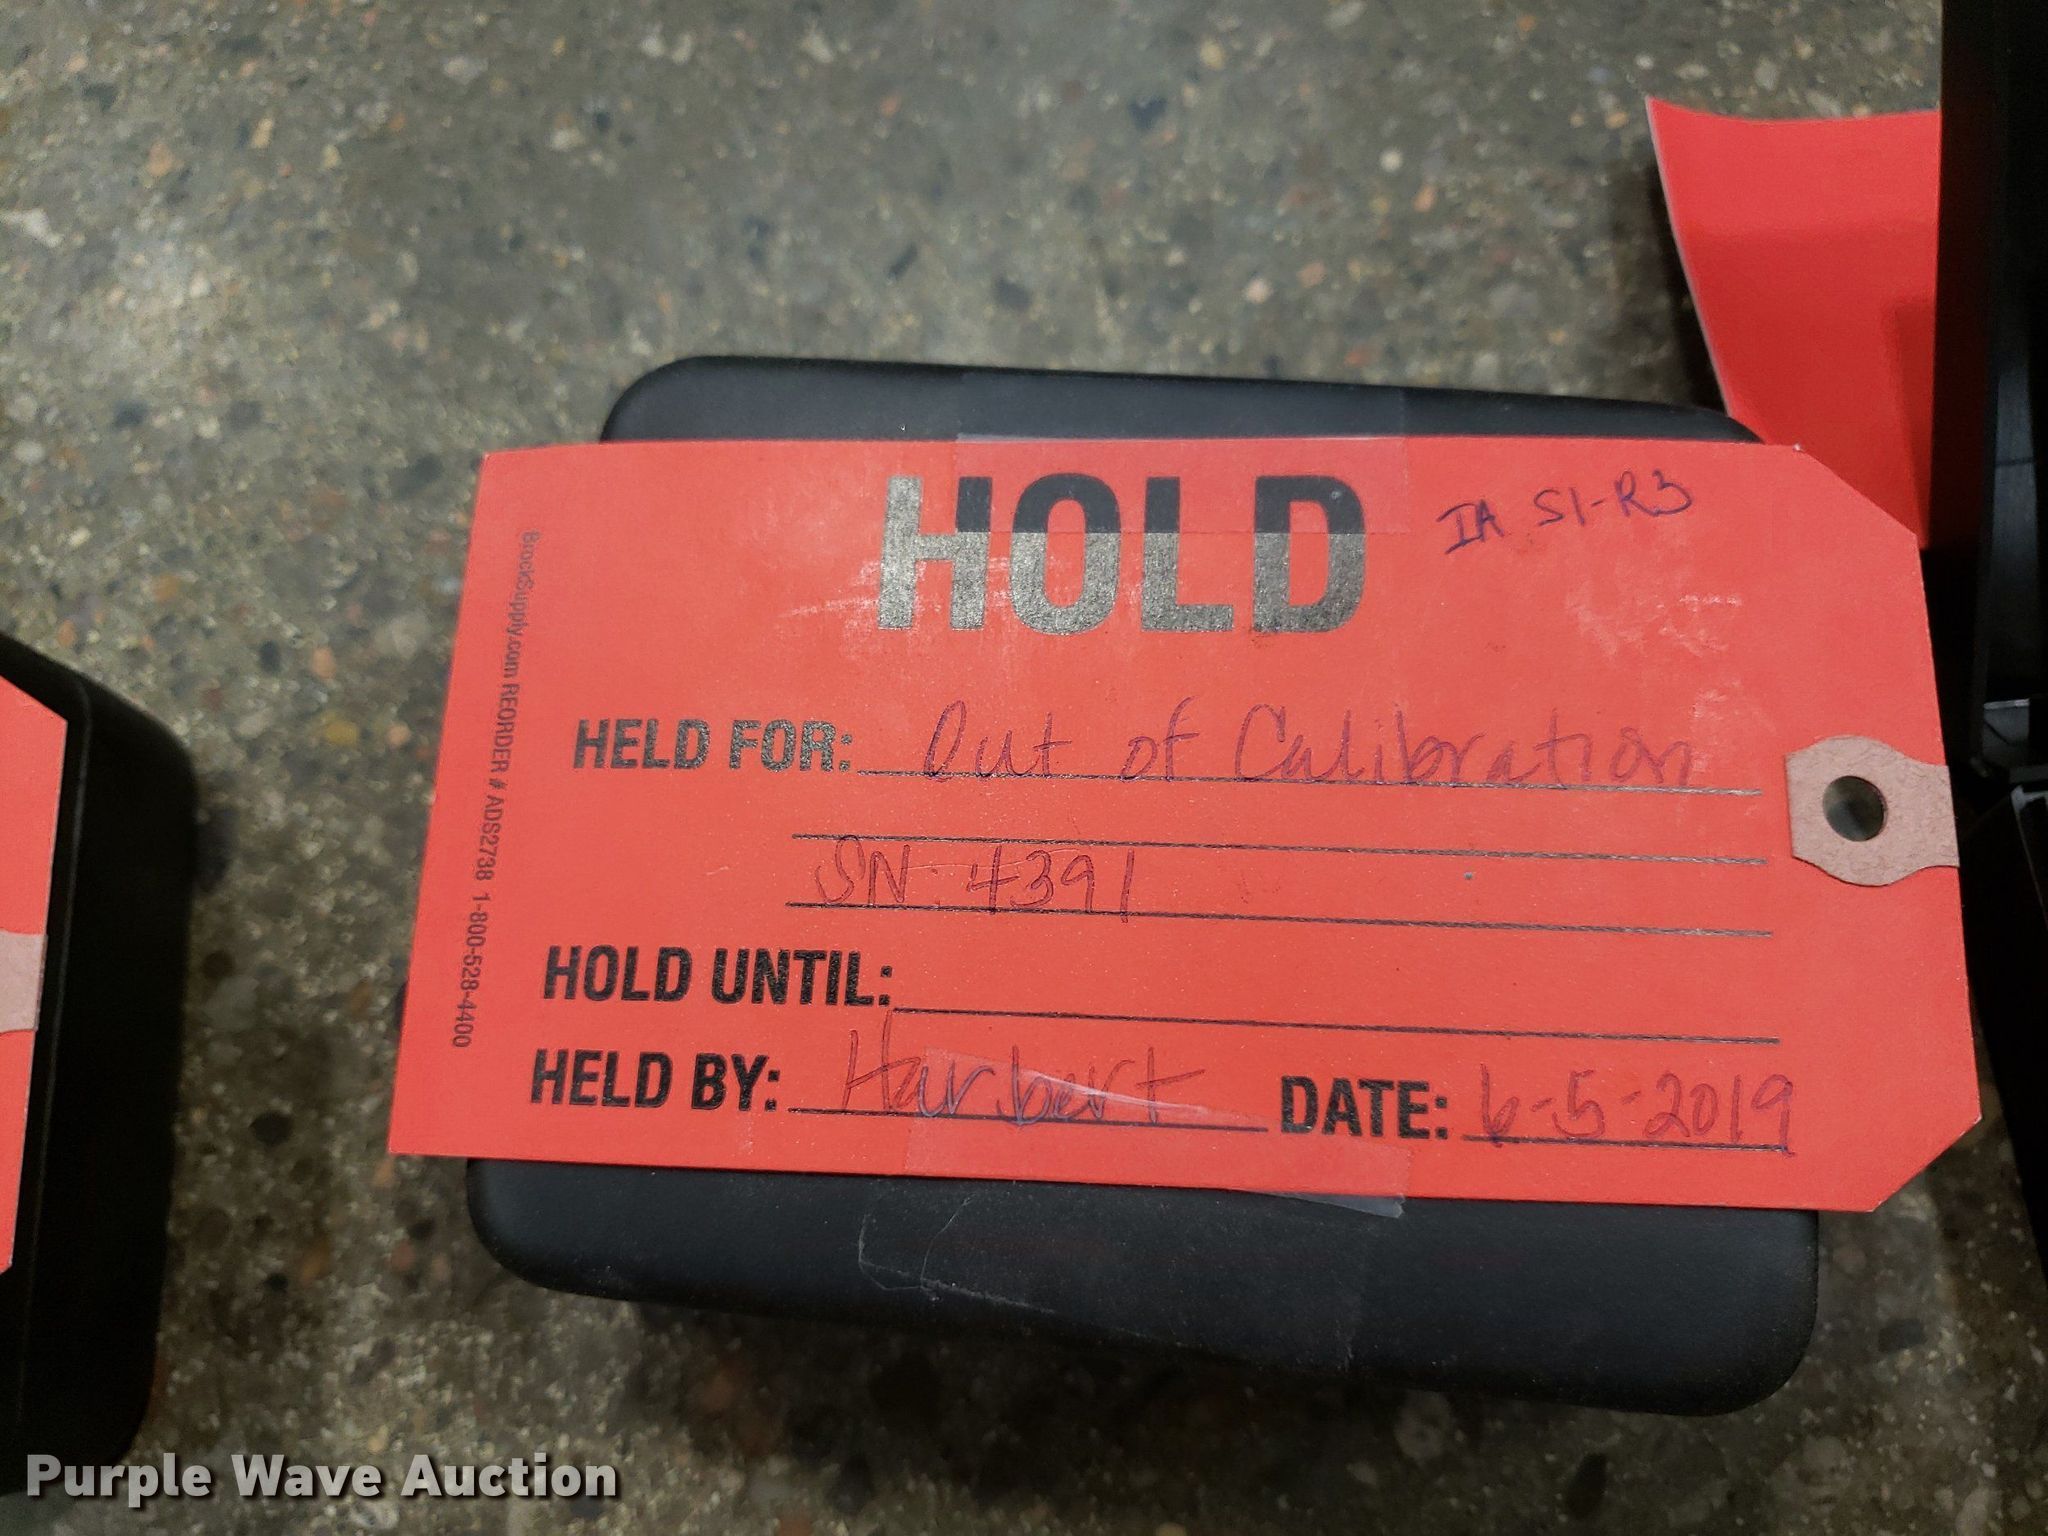 HOLD
IA S1-R3
HELD FOR: Out of Calibration
SN: 4391
HOLD UNTIL:
HELD BY: Harbert DATE: 6-5-2019
BrockSupply.com REORDER # ADS2738 1-800-528-4400
Purple Wave Auction